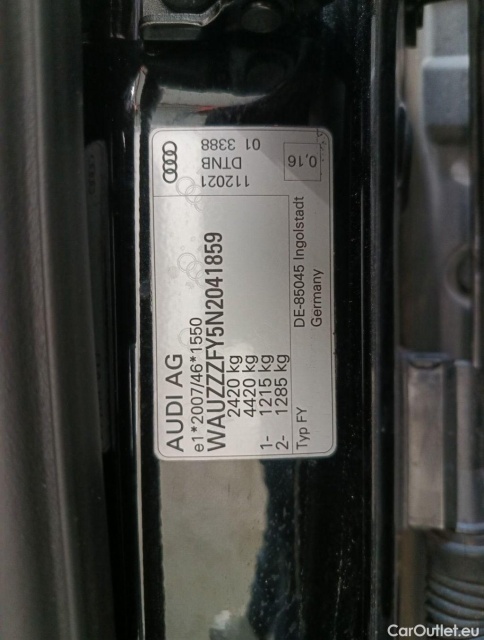 AUDI AG
e1*2007/46*1550
WAUZZZFY5N2041859
2420 kg
4420 kg
1- 1215 kg
2- 1285 kg
Typ FY
DE-85045 Ingolstadt
Germany
112021
DTNB
01 3388
0,16
CarOutlet.eu